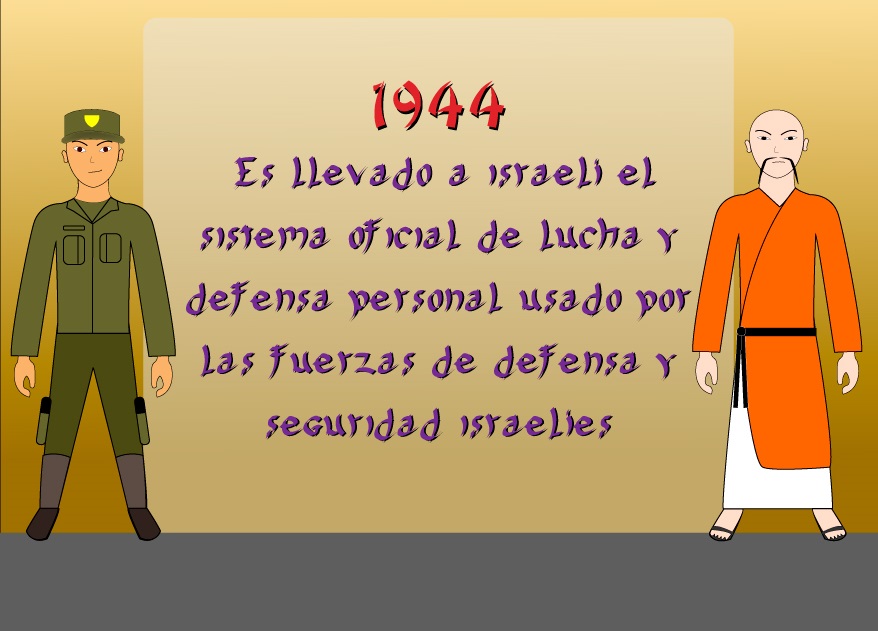 1944
Es llevado a israeli el
sistema oficial de lucha y
defensa personal usado por
las fuerzas de defensa y
seguridad israelies